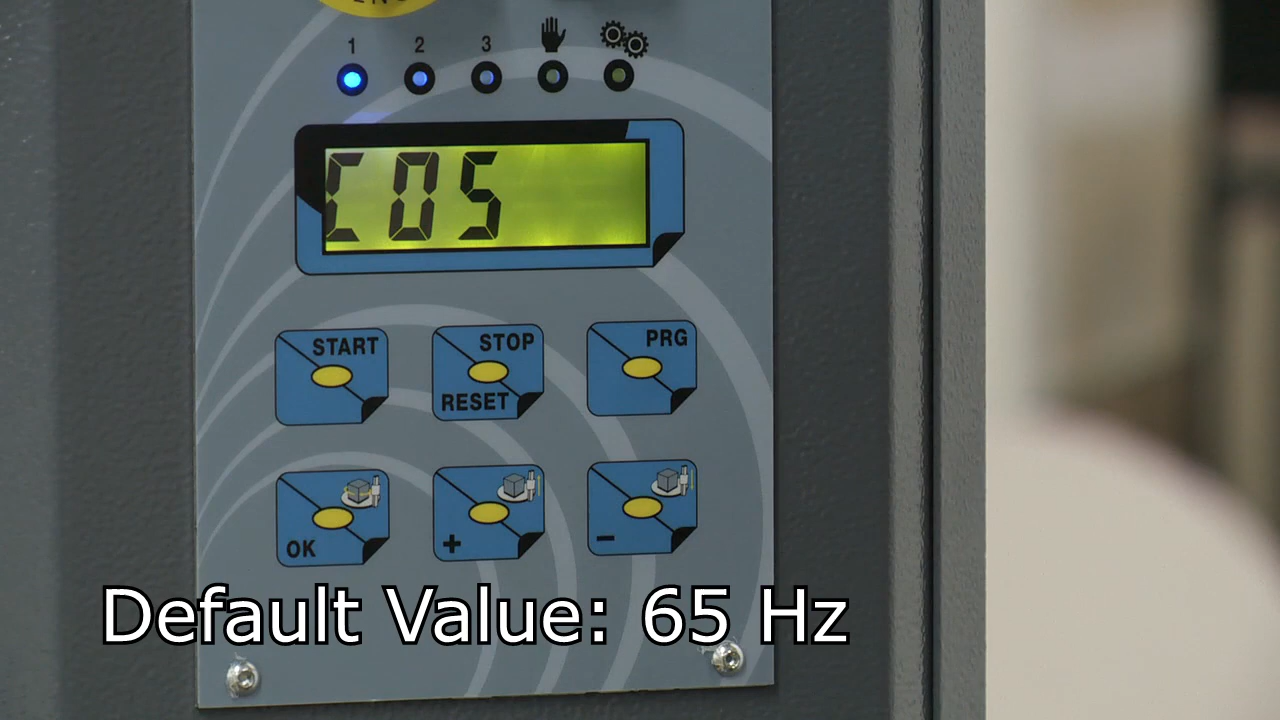 1 2 3
C05
START
STOP
RESET
PRG
OK
+
-
Default Value: 65 Hz